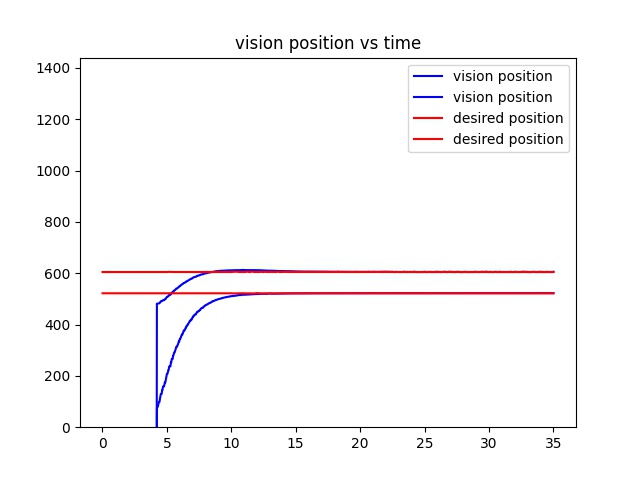 vision position vs time
1400
1200
1000
800
600
400
200
0
vision position
vision position
desired position
desired position
0 5 10 15 20 25 30 35